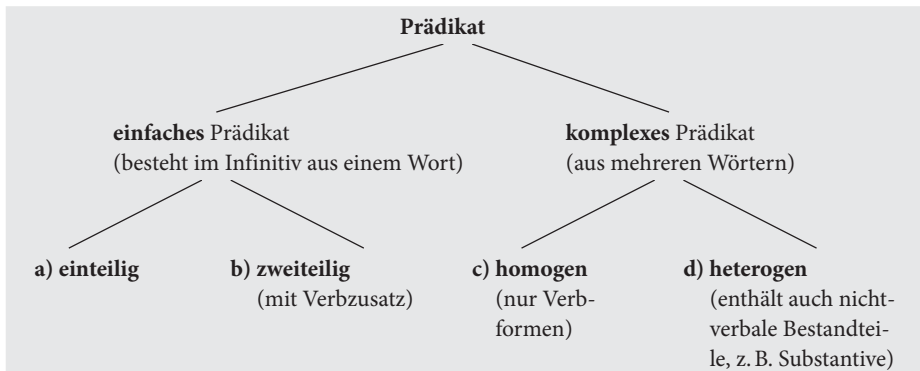 Prädikat
einfaches Prädikat
(besteht im Infinitiv aus einem Wort)
komplexes Prädikat
(aus mehreren Wörtern)
a) einteilig
b) zweiteilig
(mit Verbzusatz)
c) homogen
(nur Verb-
formen)
d) heterogen
(enthält auch nicht-
verbale Bestandtei-
le, z. B. Substantive)